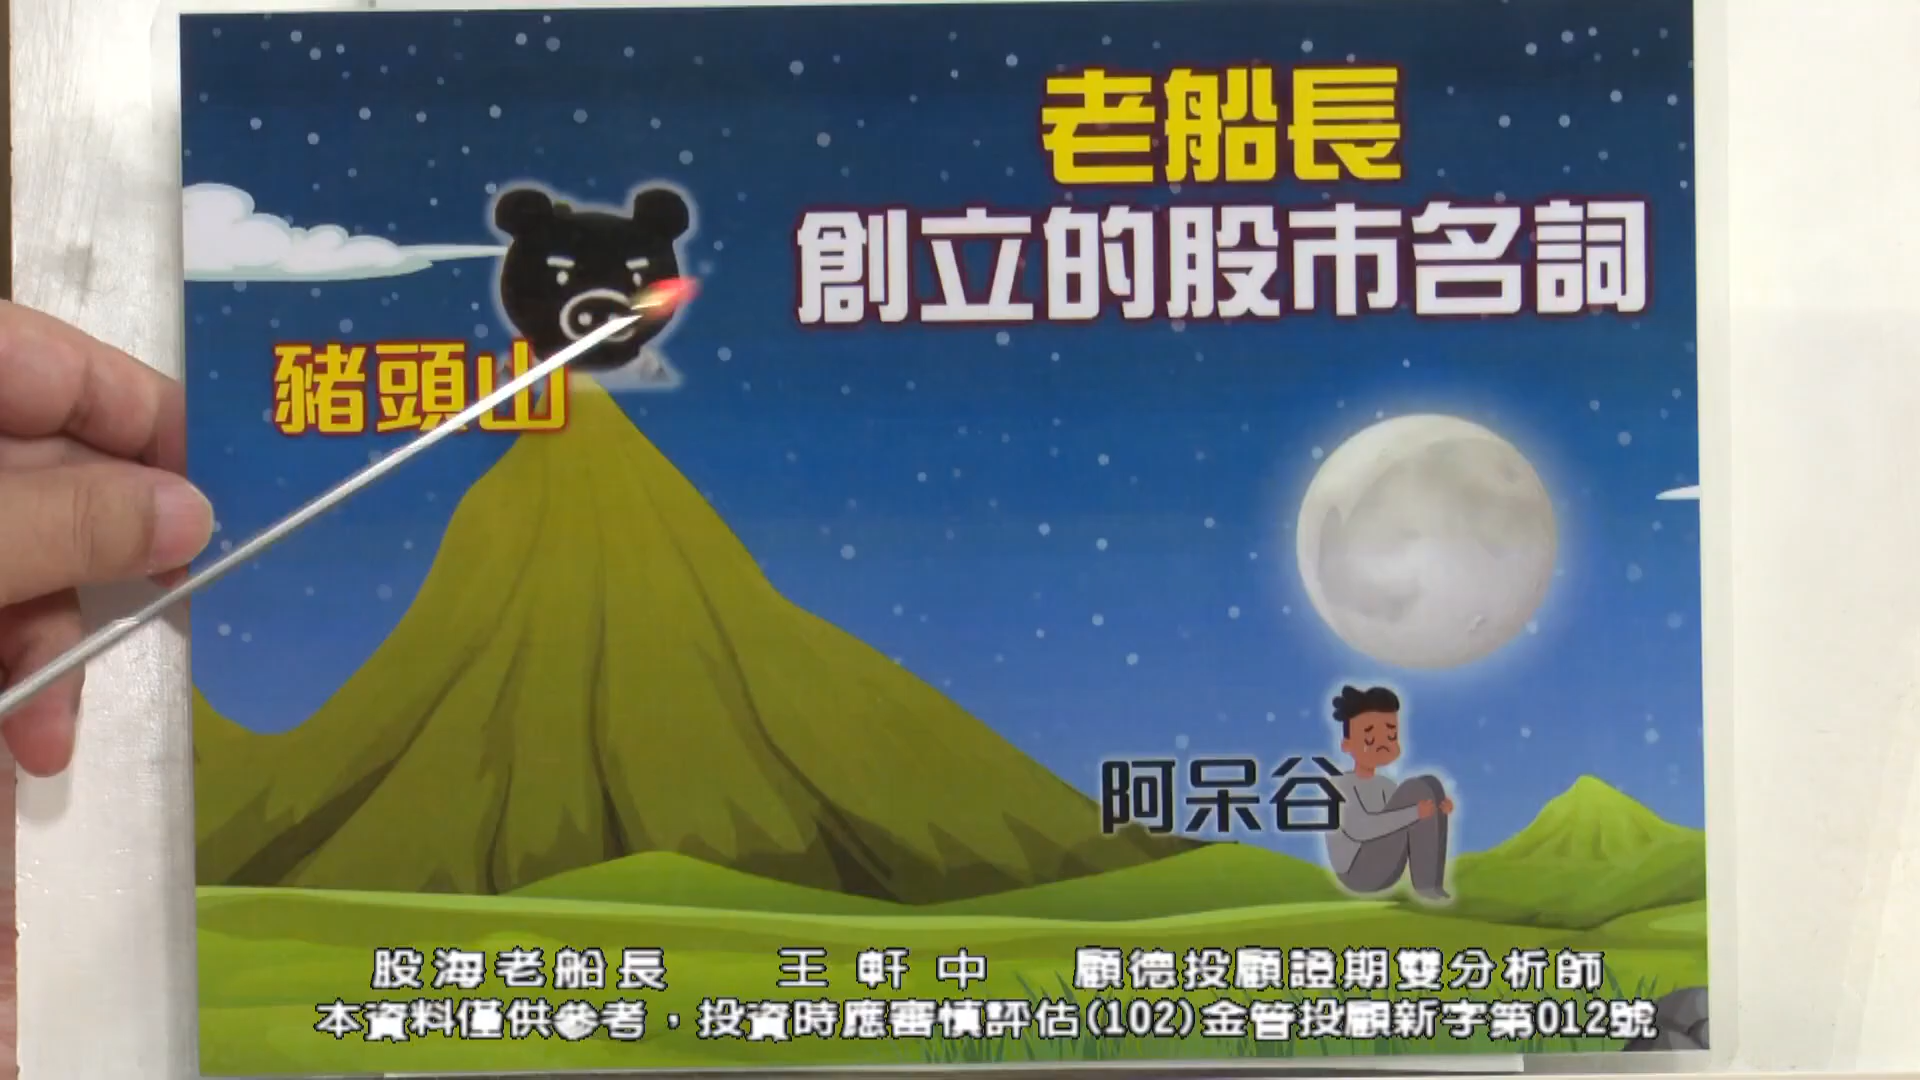 老船長
創立的股市名詞
豬頭山
阿呆谷
股海老船長 王軒中 顧德投顧證期雙分析師
本資料僅供參考，投資時應審慎評估(102)金管投顧新字第012號